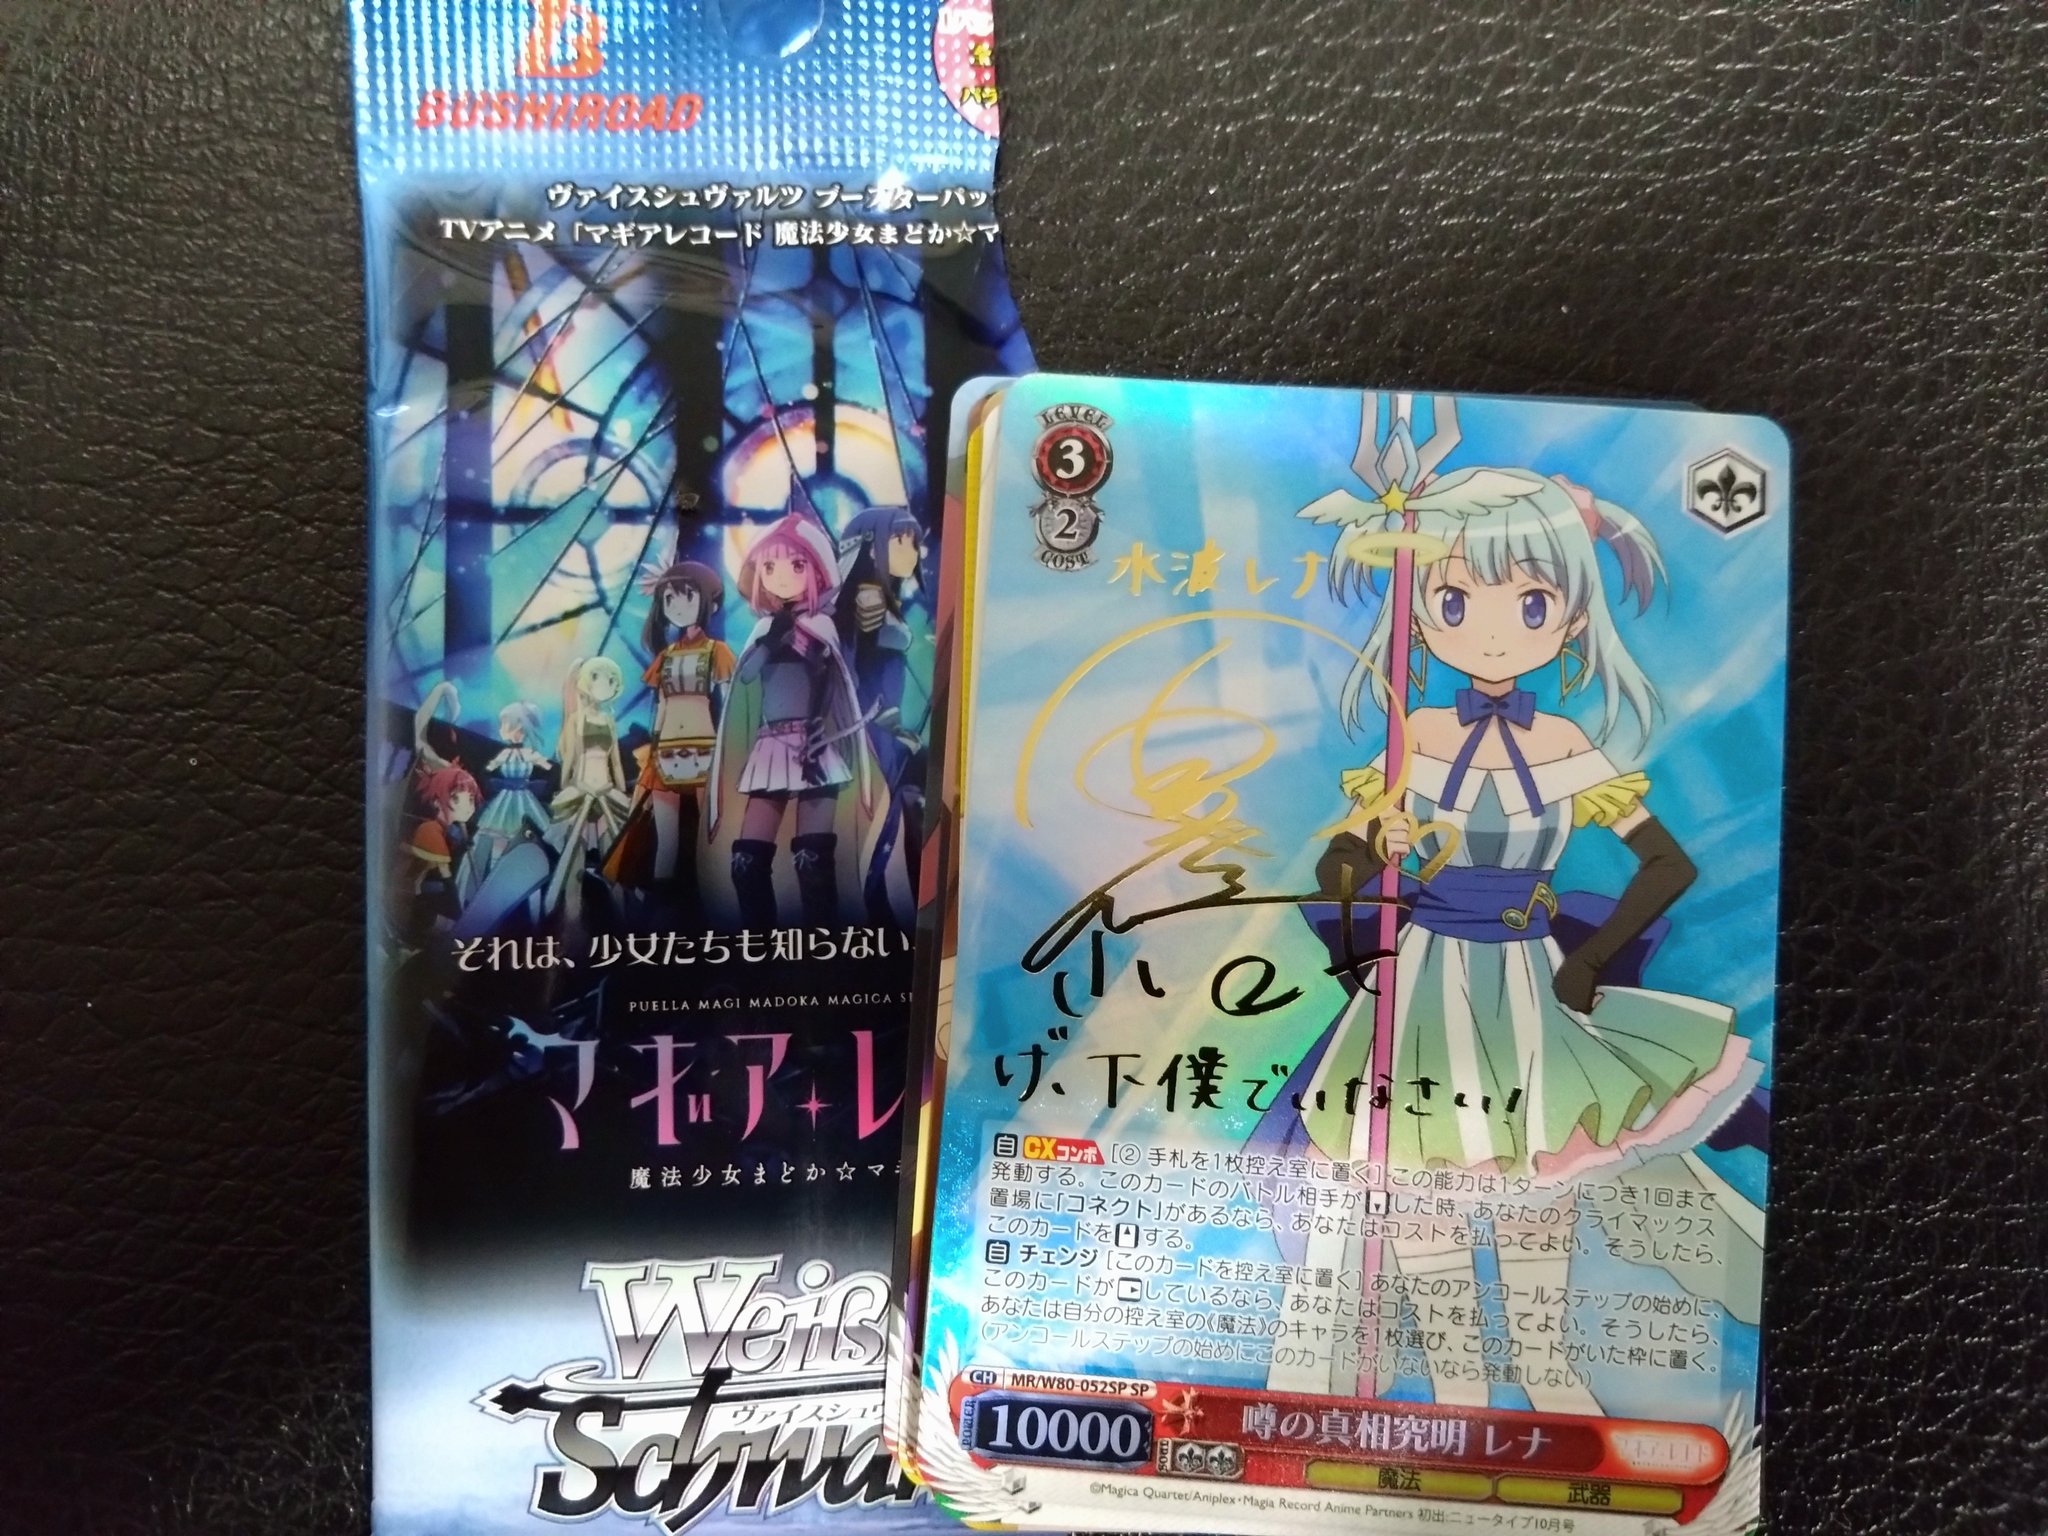 BUSHIROAD
ヴァイスシュヴァルツ ブースターパッ
TVアニメ「マギアレコード 魔法少女まどか☆マ
それは、少女たちも知らない
PUELLA MAGI MADOKA MAGICA SI
マギア✦レ
魔法少女まどか☆マギ
Weiß
ヴァイスシュヴ
Schwar
LEVEL
3
2
COST
水波レナ
げ、下僕でいなさい!
自 CXコンボ [② 手札を1枚控え室に置く] この能力は1ターンにつき1回まで
発動する。このカードのバトル相手が した時、あなたのクライマックス
置場に「コネクト」があるなら、あなたはコストを払ってよい。そうしたら、
このカードを する。
自 チェンジ [このカードを控え室に置く] あなたのアンコールステップの始めに、
このカードが しているなら、あなたはコストを払ってよい。そうしたら、
あなたは自分の控え室の《魔法》のキャラを1枚選び、このカードがいた枠に置く。
(アンコールステップの始めにこのカードがいないなら発動しない)
CH MR/W80-052SP SP
POWER 10000 噂の真相究明 レナ
SOUL 魔法 武器
©Magica Quartet/Aniplex・Magia Record Anime Partners 初出:ニュータイプ10月号